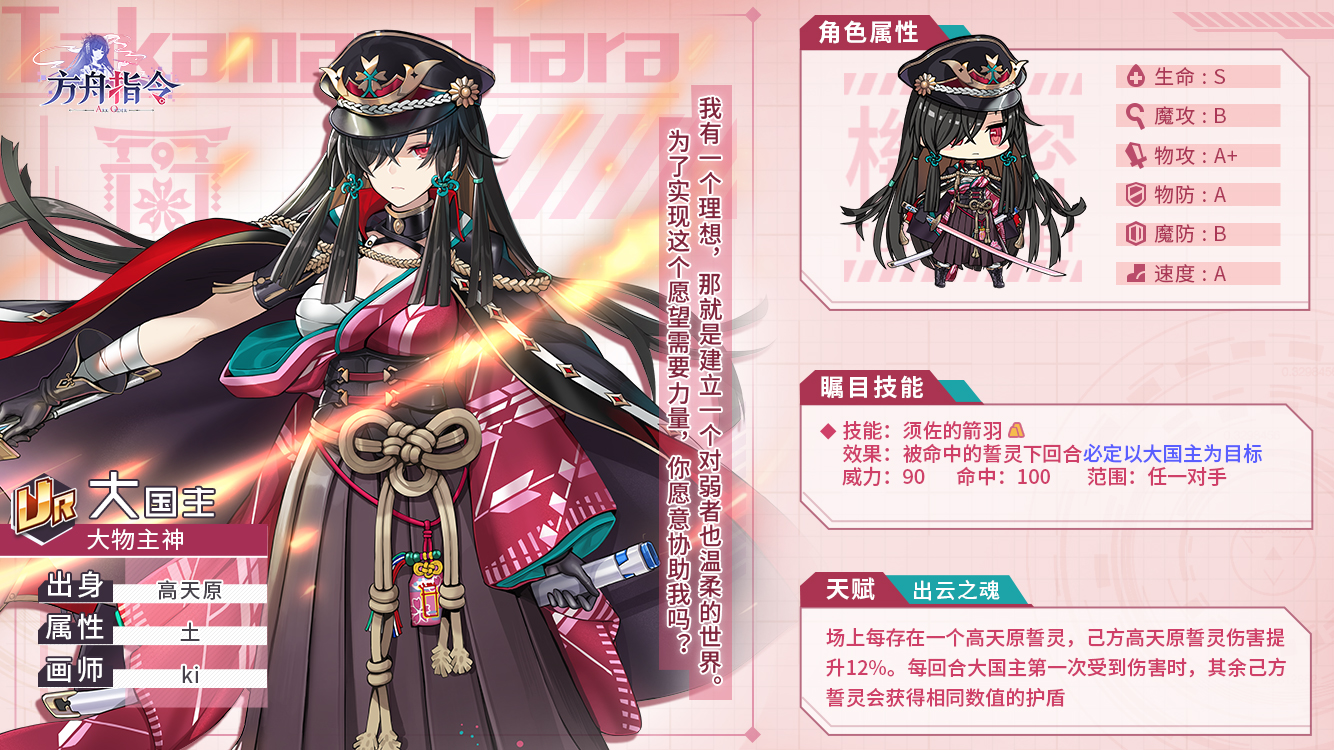 Takamagahara
方舟指令
Ark Order
我有一个理想，那就是建立一个对弱者也温柔的世界。
为了实现这个愿望需要力量，你愿意协助我吗？
UR 大国主
大物主神
出身 高天原
属性 土
画师 ki
角色属性
機密
生命：S
魔攻：B
物攻：A+
物防：A
魔防：B
速度：A
瞩目技能
技能：须佐的箭羽
效果：被命中的誓灵下回合必定以大国主为目标
威力：90 命中：100 范围：任一对手
天赋 出云之魂
场上每存在一个高天原誓灵，己方高天原誓灵伤害提
升12%。每回合大国主第一次受到伤害时，其余己方
誓灵会获得相同数值的护盾